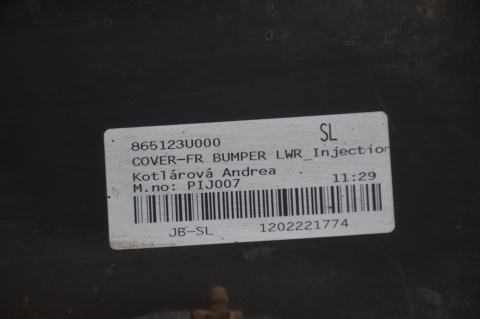 865123U000 SL
COVER-FR BUMPER LWR_Injection
Kotlárová Andrea
M.no: PIJ007 11:29
JB-SL 1202221774